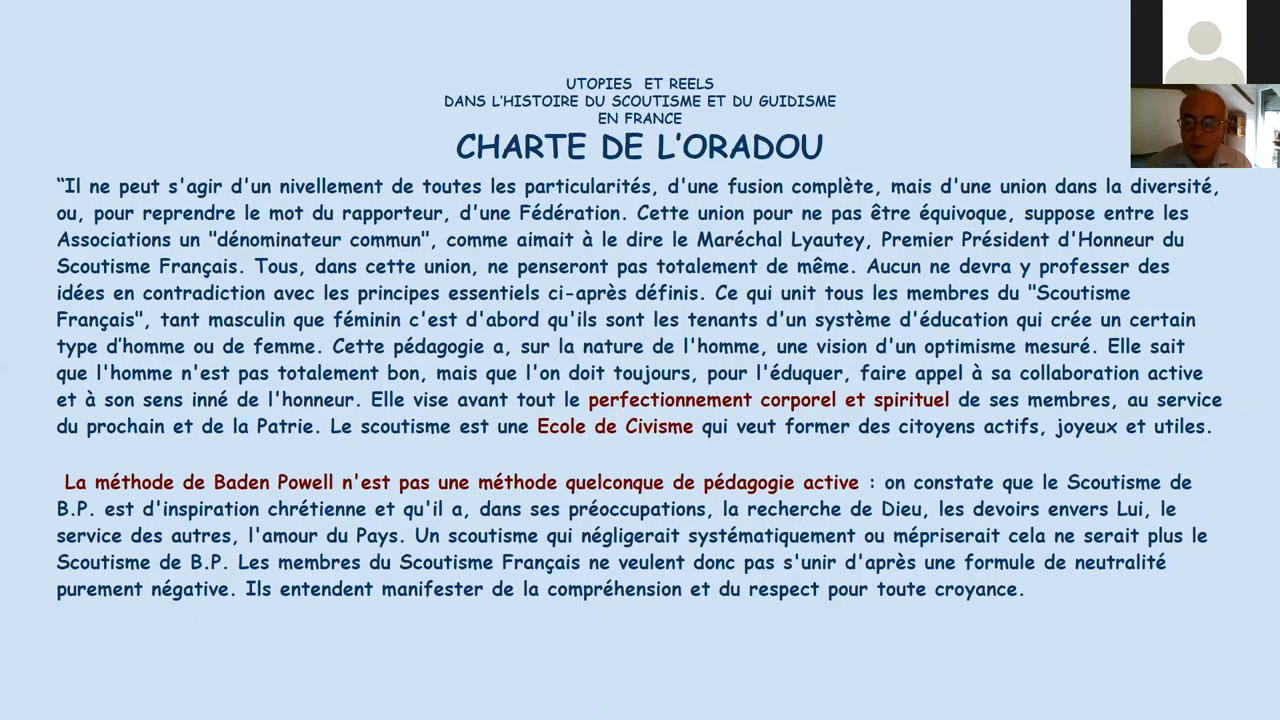 UTOPIES ET REELS
DANS L'HISTOIRE DU SCOUTISME ET DU GUIDISME
EN FRANCE
CHARTE DE L'ORADOU
“Il ne peut s'agir d'un nivellement de toutes les particularités, d'une fusion complète, mais d'une union dans la diversité,
ou, pour reprendre le mot du rapporteur, d'une Fédération. Cette union pour ne pas être équivoque, suppose entre les
Associations un "dénominateur commun", comme aimait à le dire le Maréchal Lyautey, Premier Président d'Honneur du
Scoutisme Français. Tous, dans cette union, ne penseront pas totalement de même. Aucun ne devra y professer des
idées en contradiction avec les principes essentiels ci-après définis. Ce qui unit tous les membres du "Scoutisme
Français", tant masculin que féminin c'est d'abord qu'ils sont les tenants d'un système d'éducation qui crée un certain
type d’homme ou de femme. Cette pédagogie a, sur la nature de l'homme, une vision d'un optimisme mesuré. Elle sait
que l'homme n'est pas totalement bon, mais que l'on doit toujours, pour l'éduquer, faire appel à sa collaboration active
et à son sens inné de l'honneur. Elle vise avant tout le perfectionnement corporel et spirituel de ses membres, au service
du prochain et de la Patrie. Le scoutisme est une Ecole de Civisme qui veut former des citoyens actifs, joyeux et utiles.
La méthode de Baden Powell n'est pas une méthode quelconque de pédagogie active : on constate que le Scoutisme de
B.P. est d'inspiration chrétienne et qu'il a, dans ses préoccupations, la recherche de Dieu, les devoirs envers Lui, le
service des autres, l'amour du Pays. Un scoutisme qui négligerait systématiquement ou mépriserait cela ne serait plus le
Scoutisme de B.P. Les membres du Scoutisme Français ne veulent donc pas s'unir d'après une formule de neutralité
purement négative. Ils entendent manifester de la compréhension et du respect pour toute croyance.